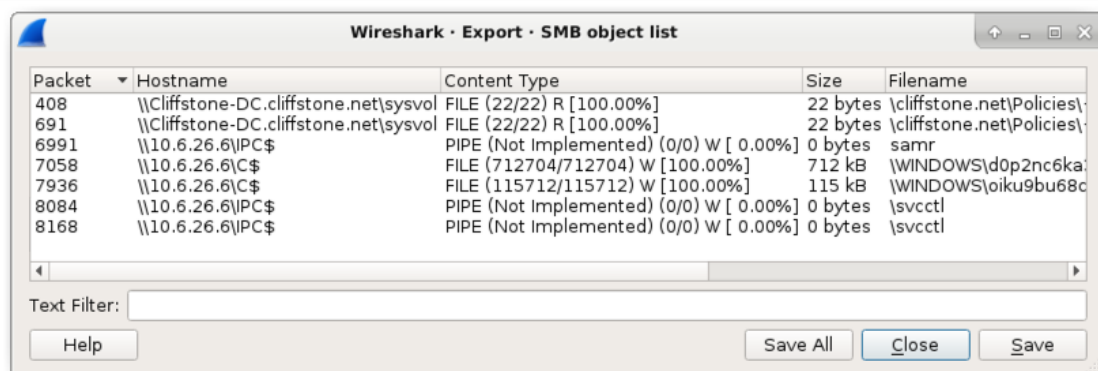 Wireshark · Export · SMB object list
Packet Hostname Content Type Size Filename
408 \\Cliffstone-DC.cliffstone.net\sysvol FILE (22/22) R [100.00%] 22 bytes \cliffstone.net\Policies\
691 \\Cliffstone-DC.cliffstone.net\sysvol FILE (22/22) R [100.00%] 22 bytes \cliffstone.net\Policies\
6991 \\10.6.26.6\IPC$ PIPE (Not Implemented) (0/0) W [ 0.00%] 0 bytes samr
7058 \\10.6.26.6\C$ FILE (712704/712704) W [100.00%] 712 kB \WINDOWS\d0p2nc6ka
7936 \\10.6.26.6\C$ FILE (115712/115712) W [100.00%] 115 kB \WINDOWS\oiku9bu68
8084 \\10.6.26.6\IPC$ PIPE (Not Implemented) (0/0) W [ 0.00%] 0 bytes \svcctl
8168 \\10.6.26.6\IPC$ PIPE (Not Implemented) (0/0) W [ 0.00%] 0 bytes \svcctl
Text Filter:
Help Save All Close Save